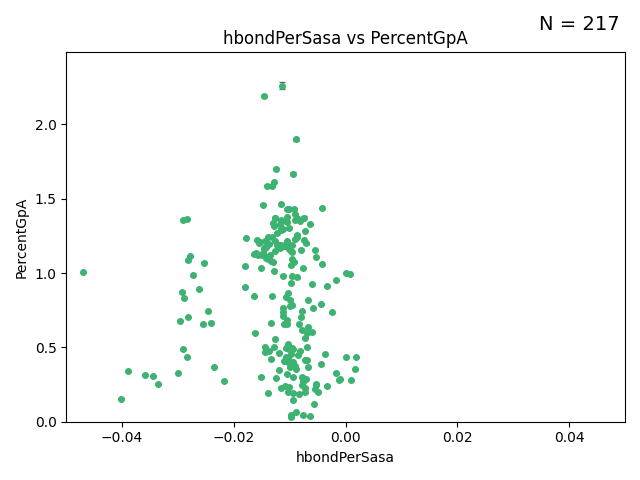 N = 217
hbondPerSasa vs PercentGpA
PercentGpA
2.0
1.5
1.0
0.5
0.0
−0.04 −0.02 0.00 0.02 0.04
hbondPerSasa